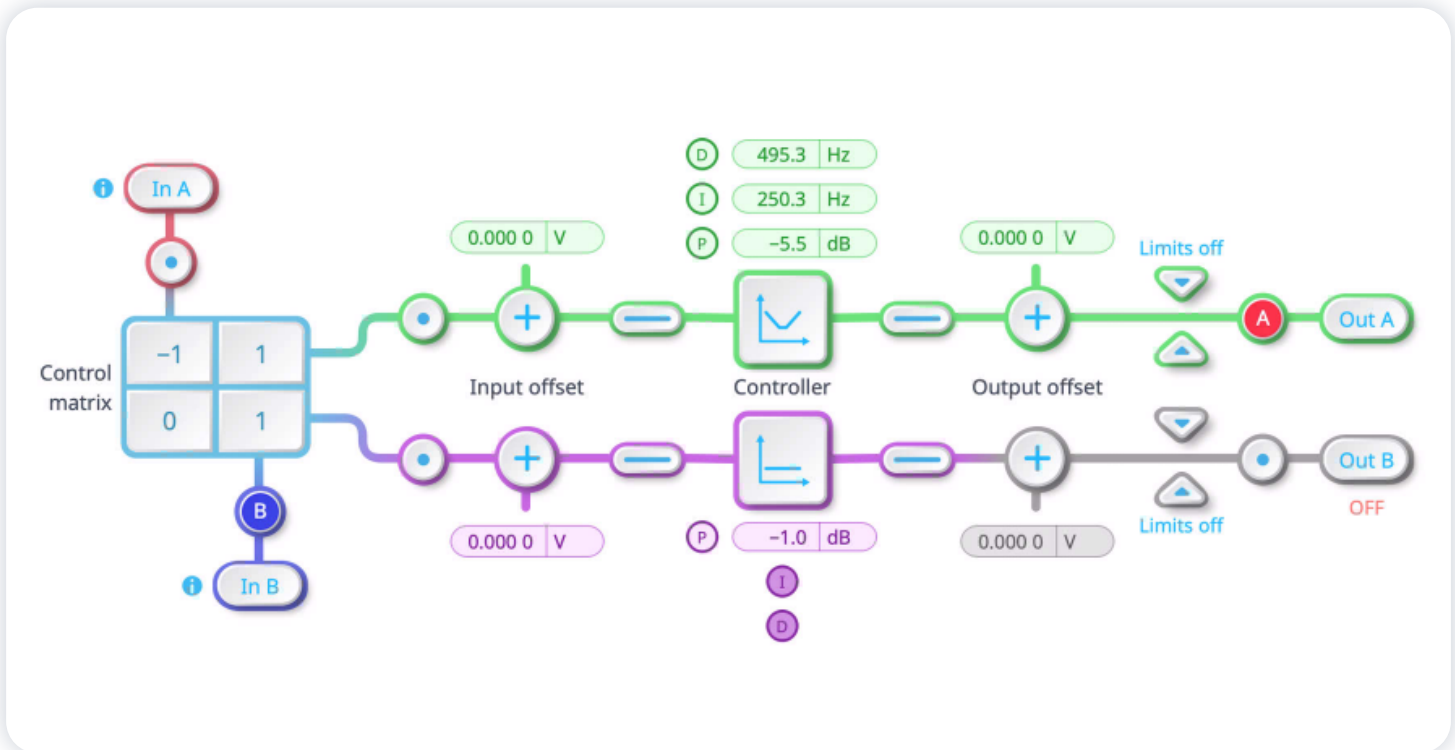 D 495.3 Hz
I 250.3 Hz
P −5.5 dB
In A
0.000 0 V
0.000 0 V
Limits off
−1 1
A
Out A
Control
matrix
Input offset
Controller
Output offset
0 1
B
Out B
OFF
In B
0.000 0 V
P −1.0 dB
0.000 0 V
Limits off
I
D